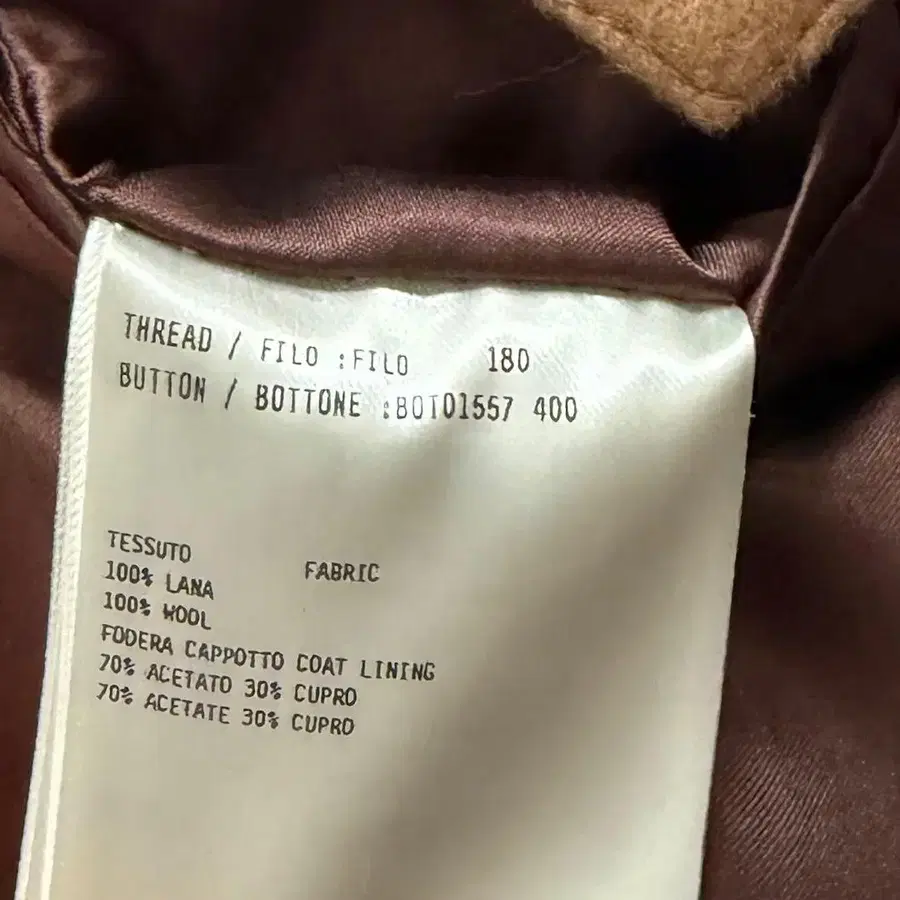 THREAD / FILO :FILO 180
BUTTON / BOTTONE :BOT01557 400
TESSUTO FABRIC
100% LANA
100% WOOL
FODERA CAPPOTTO COAT LINING
70% ACETATO 30% CUPRO
70% ACETATE 30% CUPRO